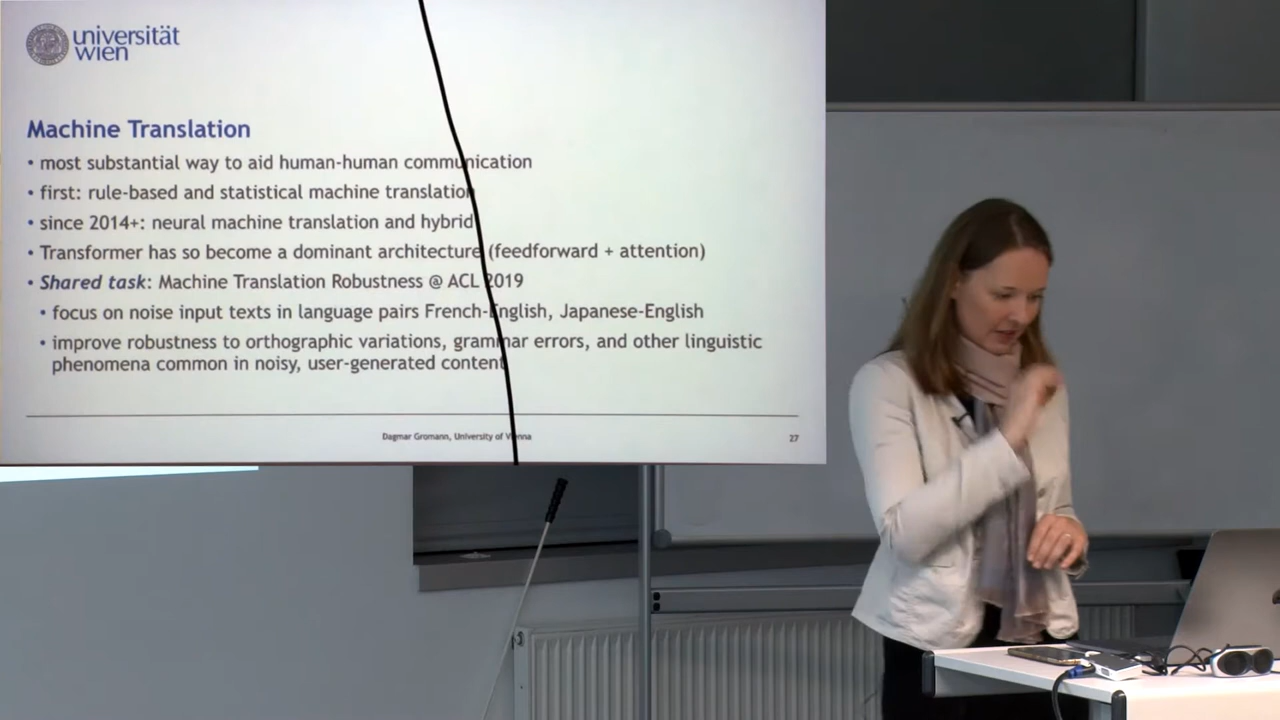 universität
wien
Machine Translation
• most substantial way to aid human-human communication
• first: rule-based and statistical machine translation
• since 2014+: neural machine translation and hybrid
• Transformer has so become a dominant architecture (feedforward + attention)
• Shared task: Machine Translation Robustness @ ACL 2019
• focus on noise input texts in language pairs French-English, Japanese-English
• improve robustness to orthographic variations, grammar errors, and other linguistic
phenomena common in noisy, user-generated content
Dagmar Gromann, University of Vienna
27